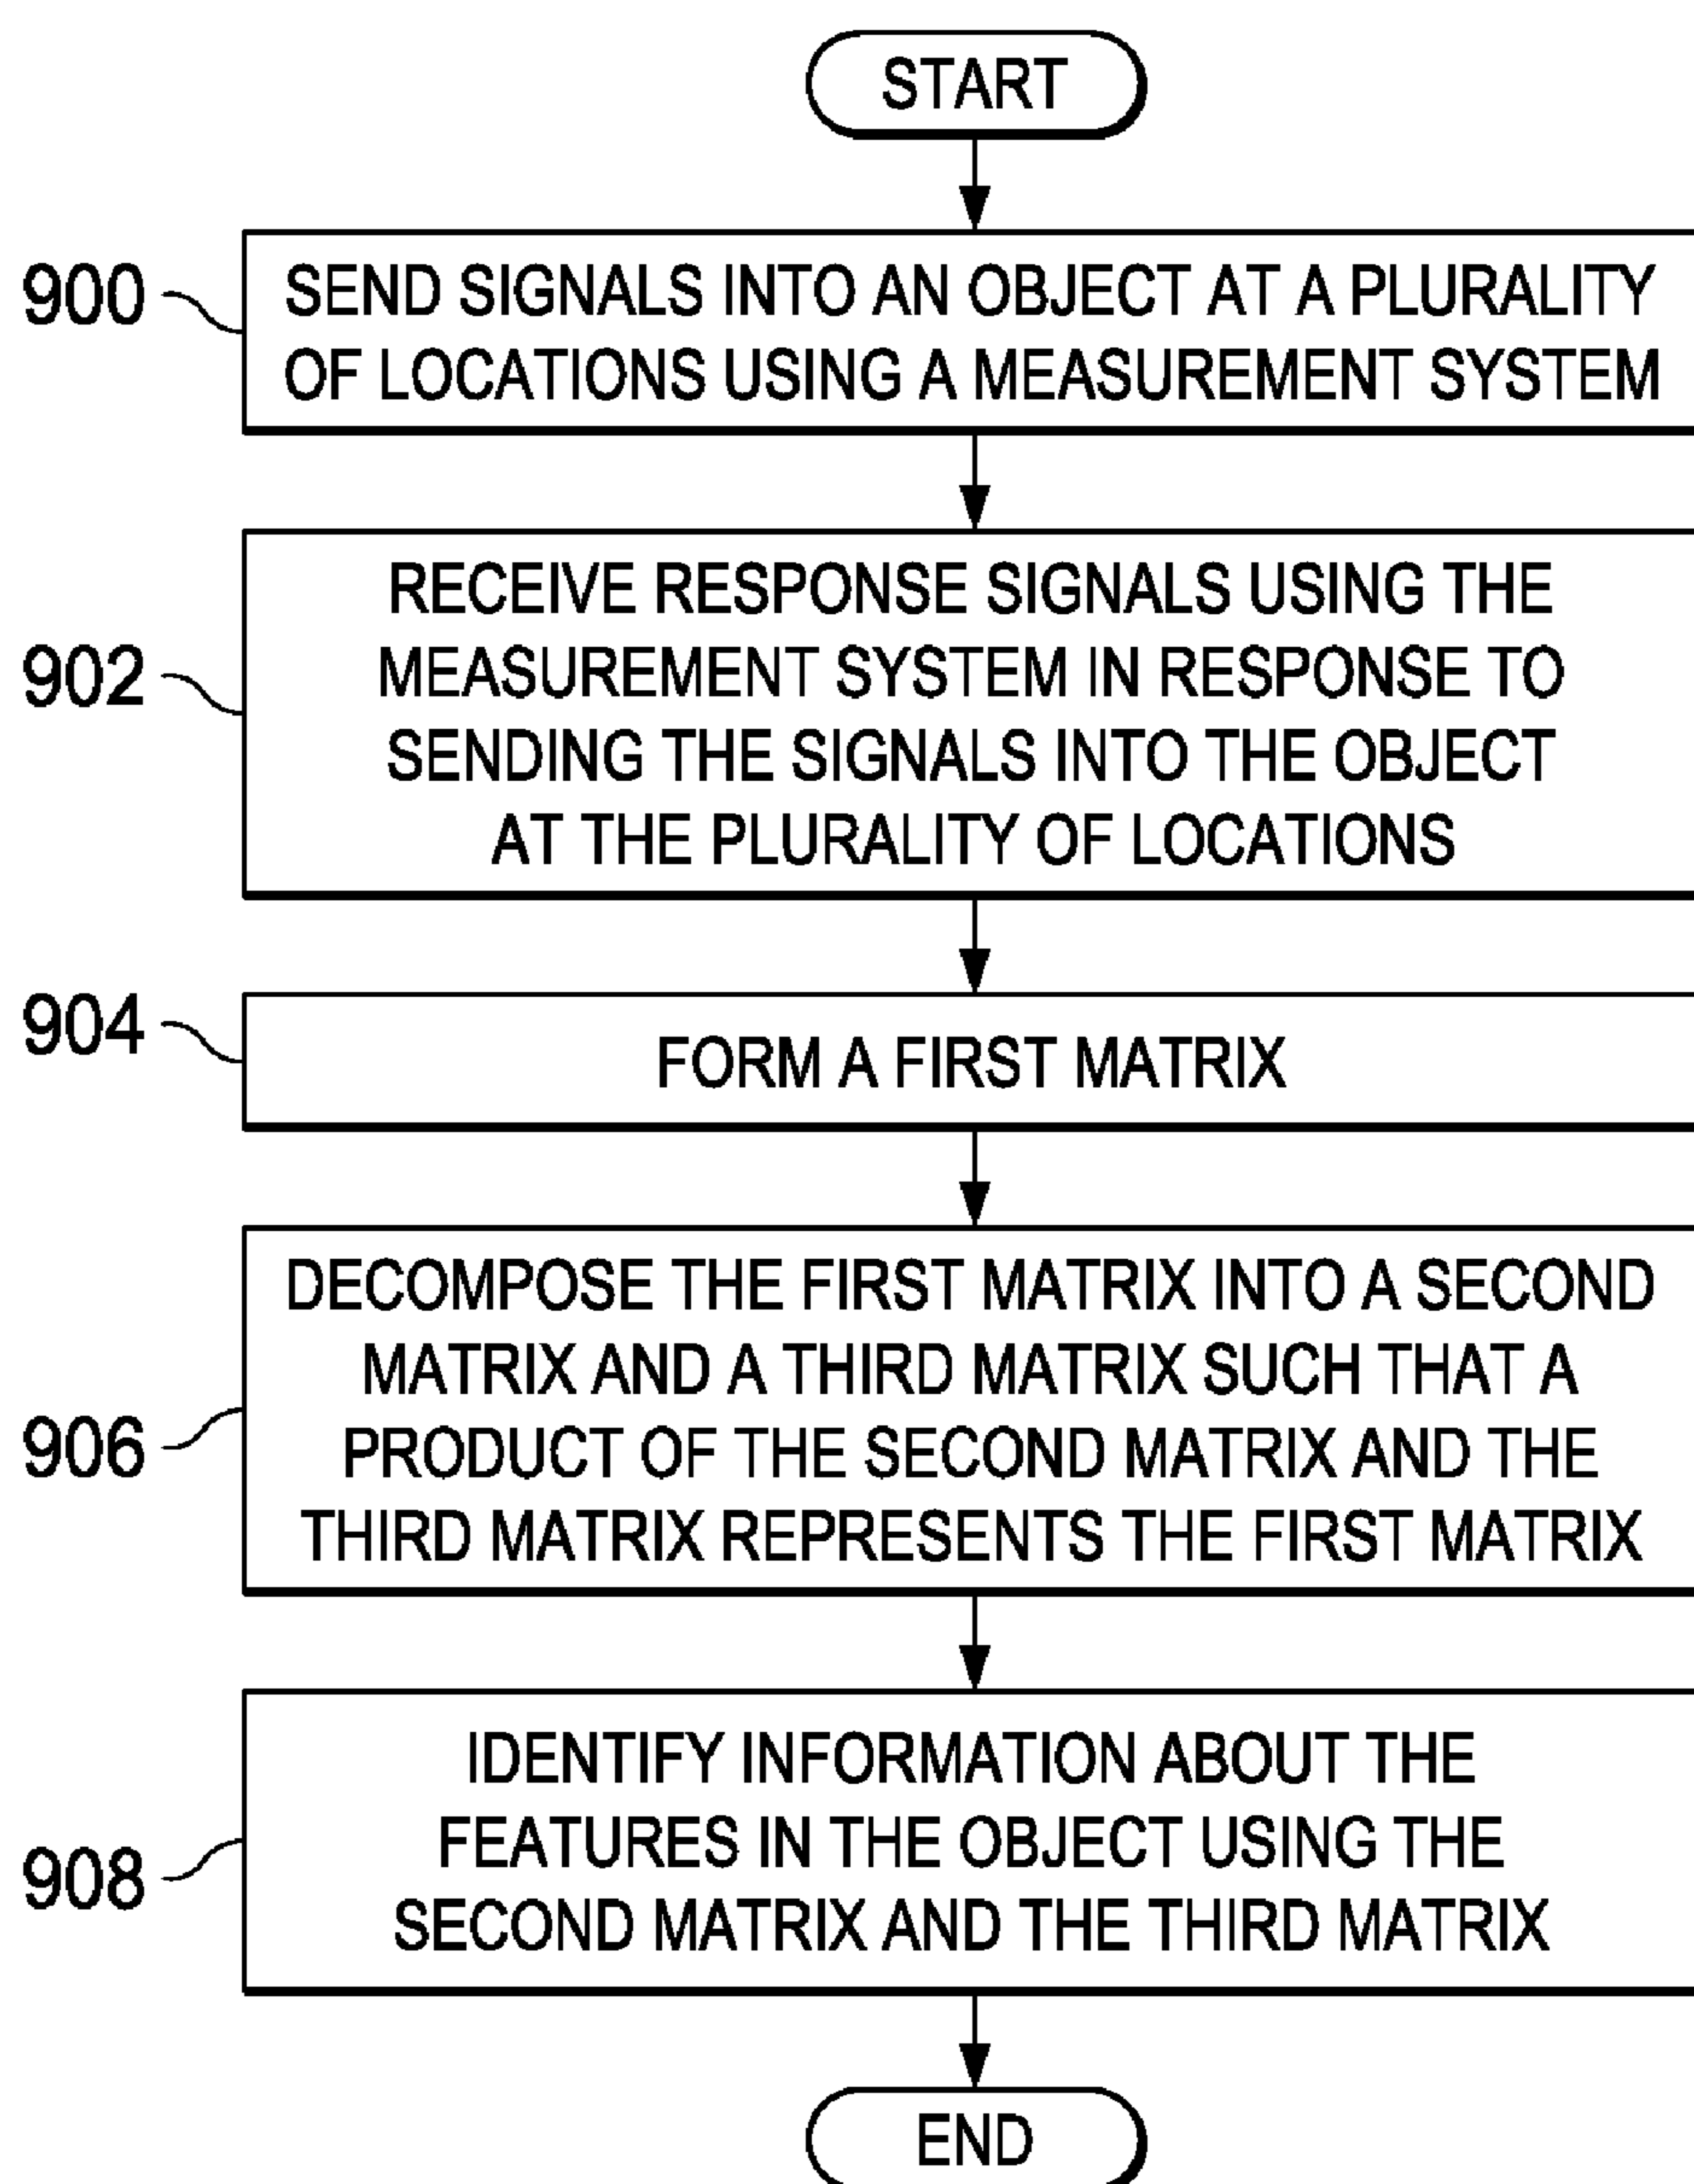 START
900
SEND SIGNALS INTO AN OBJECT AT A PLURALITY
OF LOCATIONS USING A MEASUREMENT SYSTEM
902
RECEIVE RESPONSE SIGNALS USING THE
MEASUREMENT SYSTEM IN RESPONSE TO
SENDING THE SIGNALS INTO THE OBJECT
AT THE PLURALITY OF LOCATIONS
904
FORM A FIRST MATRIX
906
DECOMPOSE THE FIRST MATRIX INTO A SECOND
MATRIX AND A THIRD MATRIX SUCH THAT A
PRODUCT OF THE SECOND MATRIX AND THE
THIRD MATRIX REPRESENTS THE FIRST MATRIX
908
IDENTIFY INFORMATION ABOUT THE
FEATURES IN THE OBJECT USING THE
SECOND MATRIX AND THE THIRD MATRIX
END